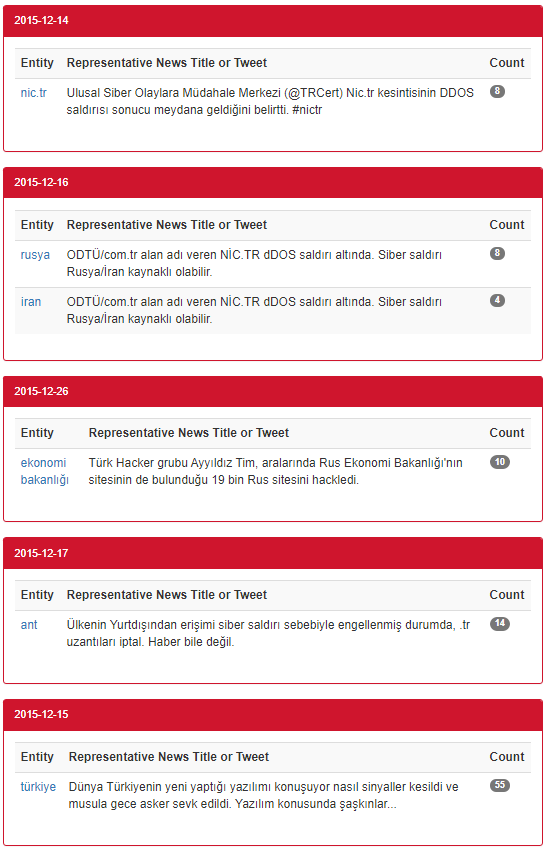 2015-12-14
Entity Representative News Title or Tweet Count
nic.tr Ulusal Siber Olaylara Müdahale Merkezi (@TRCert) Nic.tr kesintisinin DDOS 8
saldırısı sonucu meydana geldiğini belirtti. #nictr
2015-12-16
Entity Representative News Title or Tweet Count
rusya ODTÜ/com.tr alan adı veren NİC.TR dDOS saldırı altında. Siber saldırı 8
Rusya/İran kaynaklı olabilir.
iran ODTÜ/com.tr alan adı veren NİC.TR dDOS saldırı altında. Siber saldırı 4
Rusya/İran kaynaklı olabilir.
2015-12-26
Entity Representative News Title or Tweet Count
ekonomi Türk Hacker grubu Ayyıldız Tim, aralarında Rus Ekonomi Bakanlığı'nın 10
bakanlığı sitesinin de bulunduğu 19 bin Rus sitesini hackledi.
2015-12-17
Entity Representative News Title or Tweet Count
ant Ülkenin Yurtdışından erişimi siber saldırı sebebiyle engellenmiş durumda, .tr 14
uzantıları iptal. Haber bile değil.
2015-12-15
Entity Representative News Title or Tweet Count
türkiye Dünya Türkiyenin yeni yaptığı yazılımı konuşuyor nasıl sinyaller kesildi ve 55
musula gece asker sevk edildi. Yazılım konusunda şaşkınlar...